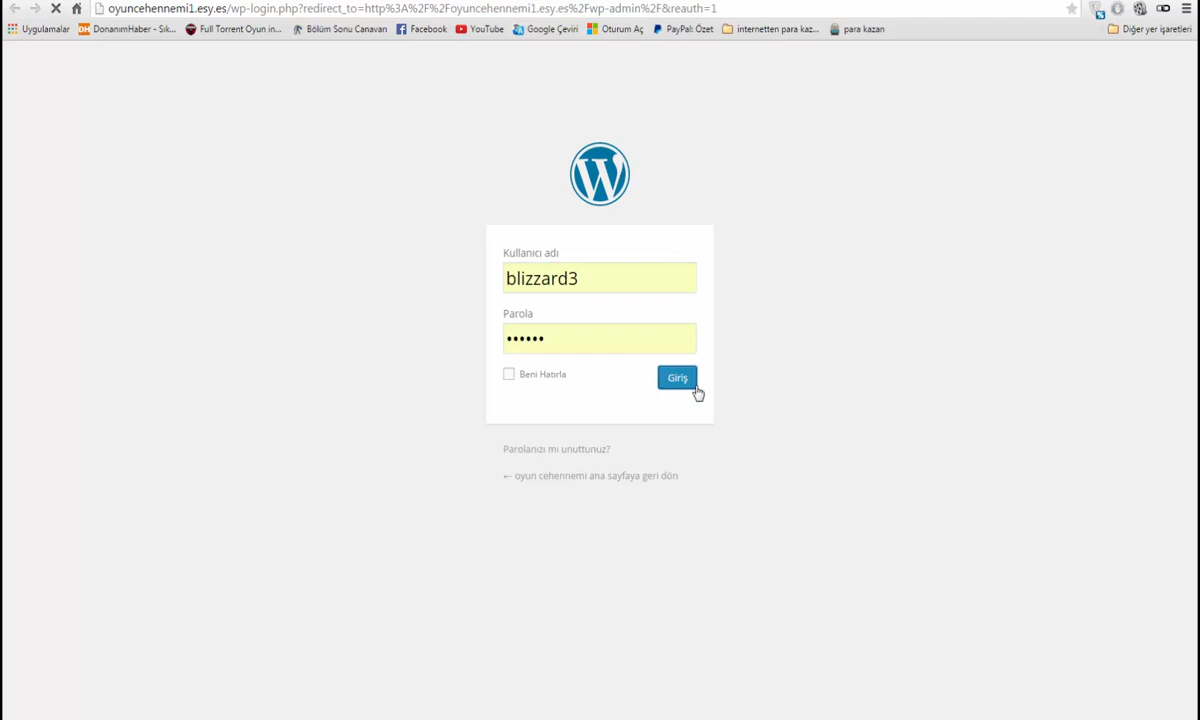 oyuncehennemi1.esy.es/wp-login.php?redirect_to=http%3A%2F%2Foyuncehennemi1.esy.es%2Fwp-admin%2F&reauth=1
Uygulamalar DonanımHaber - Sık... Full Torrent Oyun in... Bölüm Sonu Canavarı Facebook YouTube Google Çeviri Oturum Aç PayPal: Özet internetten para kaz... para kazan Diğer yer işaretleri
Kullanıcı adı
blizzard3
Parola
••••••
Beni Hatırla Giriş
Parolanızı mı unuttunuz?
← oyun cehennemi ana sayfaya geri dön